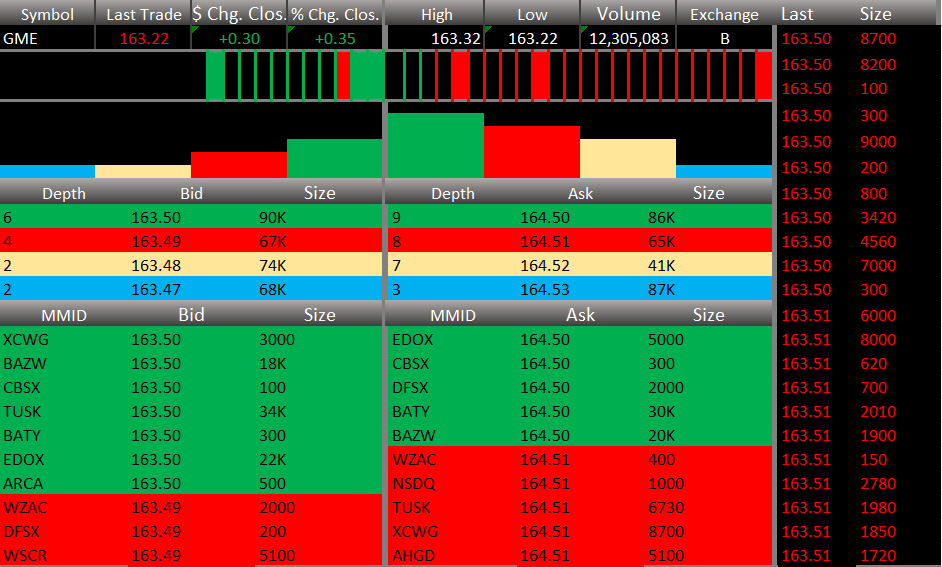 Symbol Last Trade $ Chg. Clos. % Chg. Clos. High Low Volume Exchange Last Size
GME 163.22 +0.30 +0.35 163.32 163.22 12,305,083 B 163.50 8700
163.50 8200
163.50 100
163.50 300
163.50 9000
163.50 200
Depth Bid Size Depth Ask Size 163.50 800
6 163.50 90K 9 164.50 86K 163.50 3420
4 163.49 67K 8 164.51 65K 163.50 4560
2 163.48 74K 7 164.52 41K 163.50 7000
2 163.47 68K 3 164.53 87K 163.50 300
MMID Bid Size MMID Ask Size 163.51 6000
XCWG 163.50 3000 EDOX 164.50 5000 163.51 8000
BAZW 163.50 18K CBSX 164.50 300 163.51 620
CBSX 163.50 100 DFSX 164.50 2000 163.51 700
TUSK 163.50 34K BATY 164.50 30K 163.51 2010
BATY 163.50 300 BAZW 164.50 20K 163.51 1900
EDOX 163.50 22K WZAC 164.51 400 163.51 150
ARCA 163.50 500 NSDQ 164.51 1000 163.51 2780
WZAC 163.49 2000 TUSK 164.51 6730 163.51 1980
DFSX 163.49 200 XCWG 164.51 8700 163.51 1850
WSCR 163.49 5100 AHGD 164.51 5100 163.51 1720